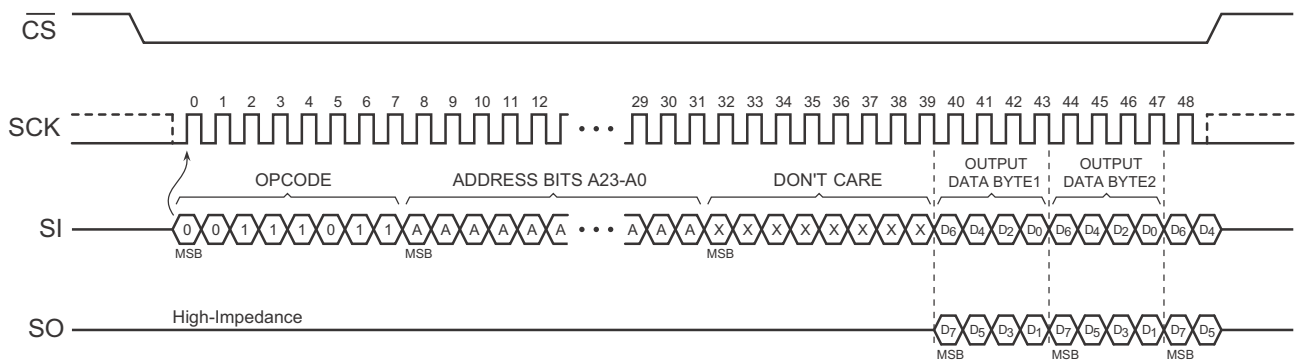 CS
0 1 2 3 4 5 6 7 8 9 10 11 12 29 30 31 32 33 34 35 36 37 38 39 40 41 42 43 44 45 46 47 48
SCK
OPCODE ADDRESS BITS A23-A0 DON'T CARE OUTPUT DATA BYTE1 OUTPUT DATA BYTE2
SI 0 0 1 1 1 0 1 1 A A A A A A A A A X X X X X X X X D6 D4 D2 D0 D6 D4 D2 D0 D6 D4
MSB MSB MSB
High-Impedance
SO D7 D5 D3 D1 D7 D5 D3 D1 D7 D5
MSB MSB MSB